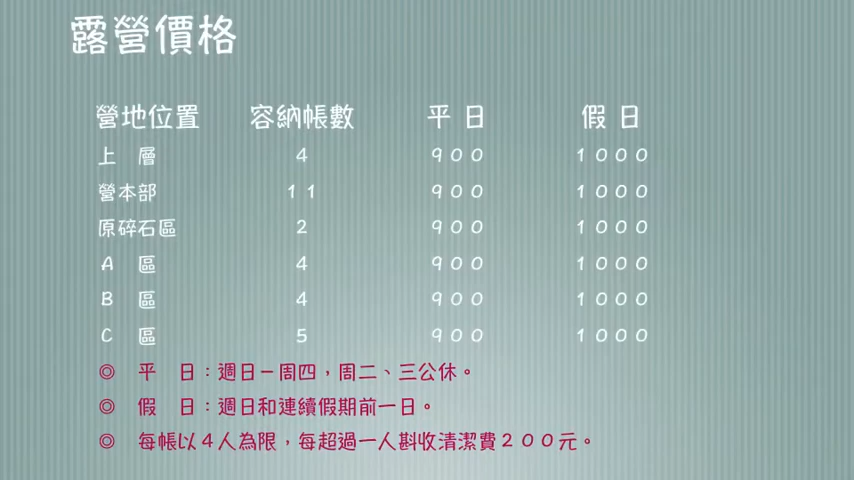 露營價格
營地位置 容納帳數 平日 假日
上 層 4 900 1000
營本部 11 900 1000
原碎石區 2 900 1000
A 區 4 900 1000
B 區 4 900 1000
C 區 5 900 1000
◎ 平 日：週日－周四，周二、三公休。
◎ 假 日：週日和連續假期前一日。
◎ 每帳以4人為限，每超過一人斟收清潔費200元。